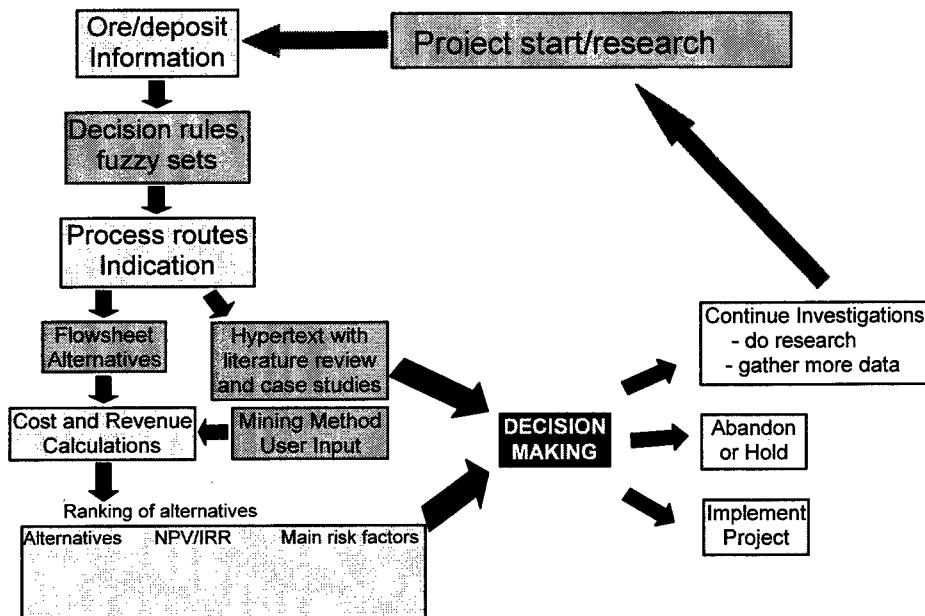 Project start/research
Ore/deposit
Information
Decision rules,
fuzzy sets
Process routes
Indication
Flowsheet
Alternatives
Hypertext with
literature review
and case studies
Cost and Revenue
Calculations
Mining Method
User Input
Ranking of alternatives
Alternatives NPV/IRR Main risk factors
DECISION
MAKING
Continue Investigations
- do research
- gather more data
Abandon
or Hold
Implement
Project